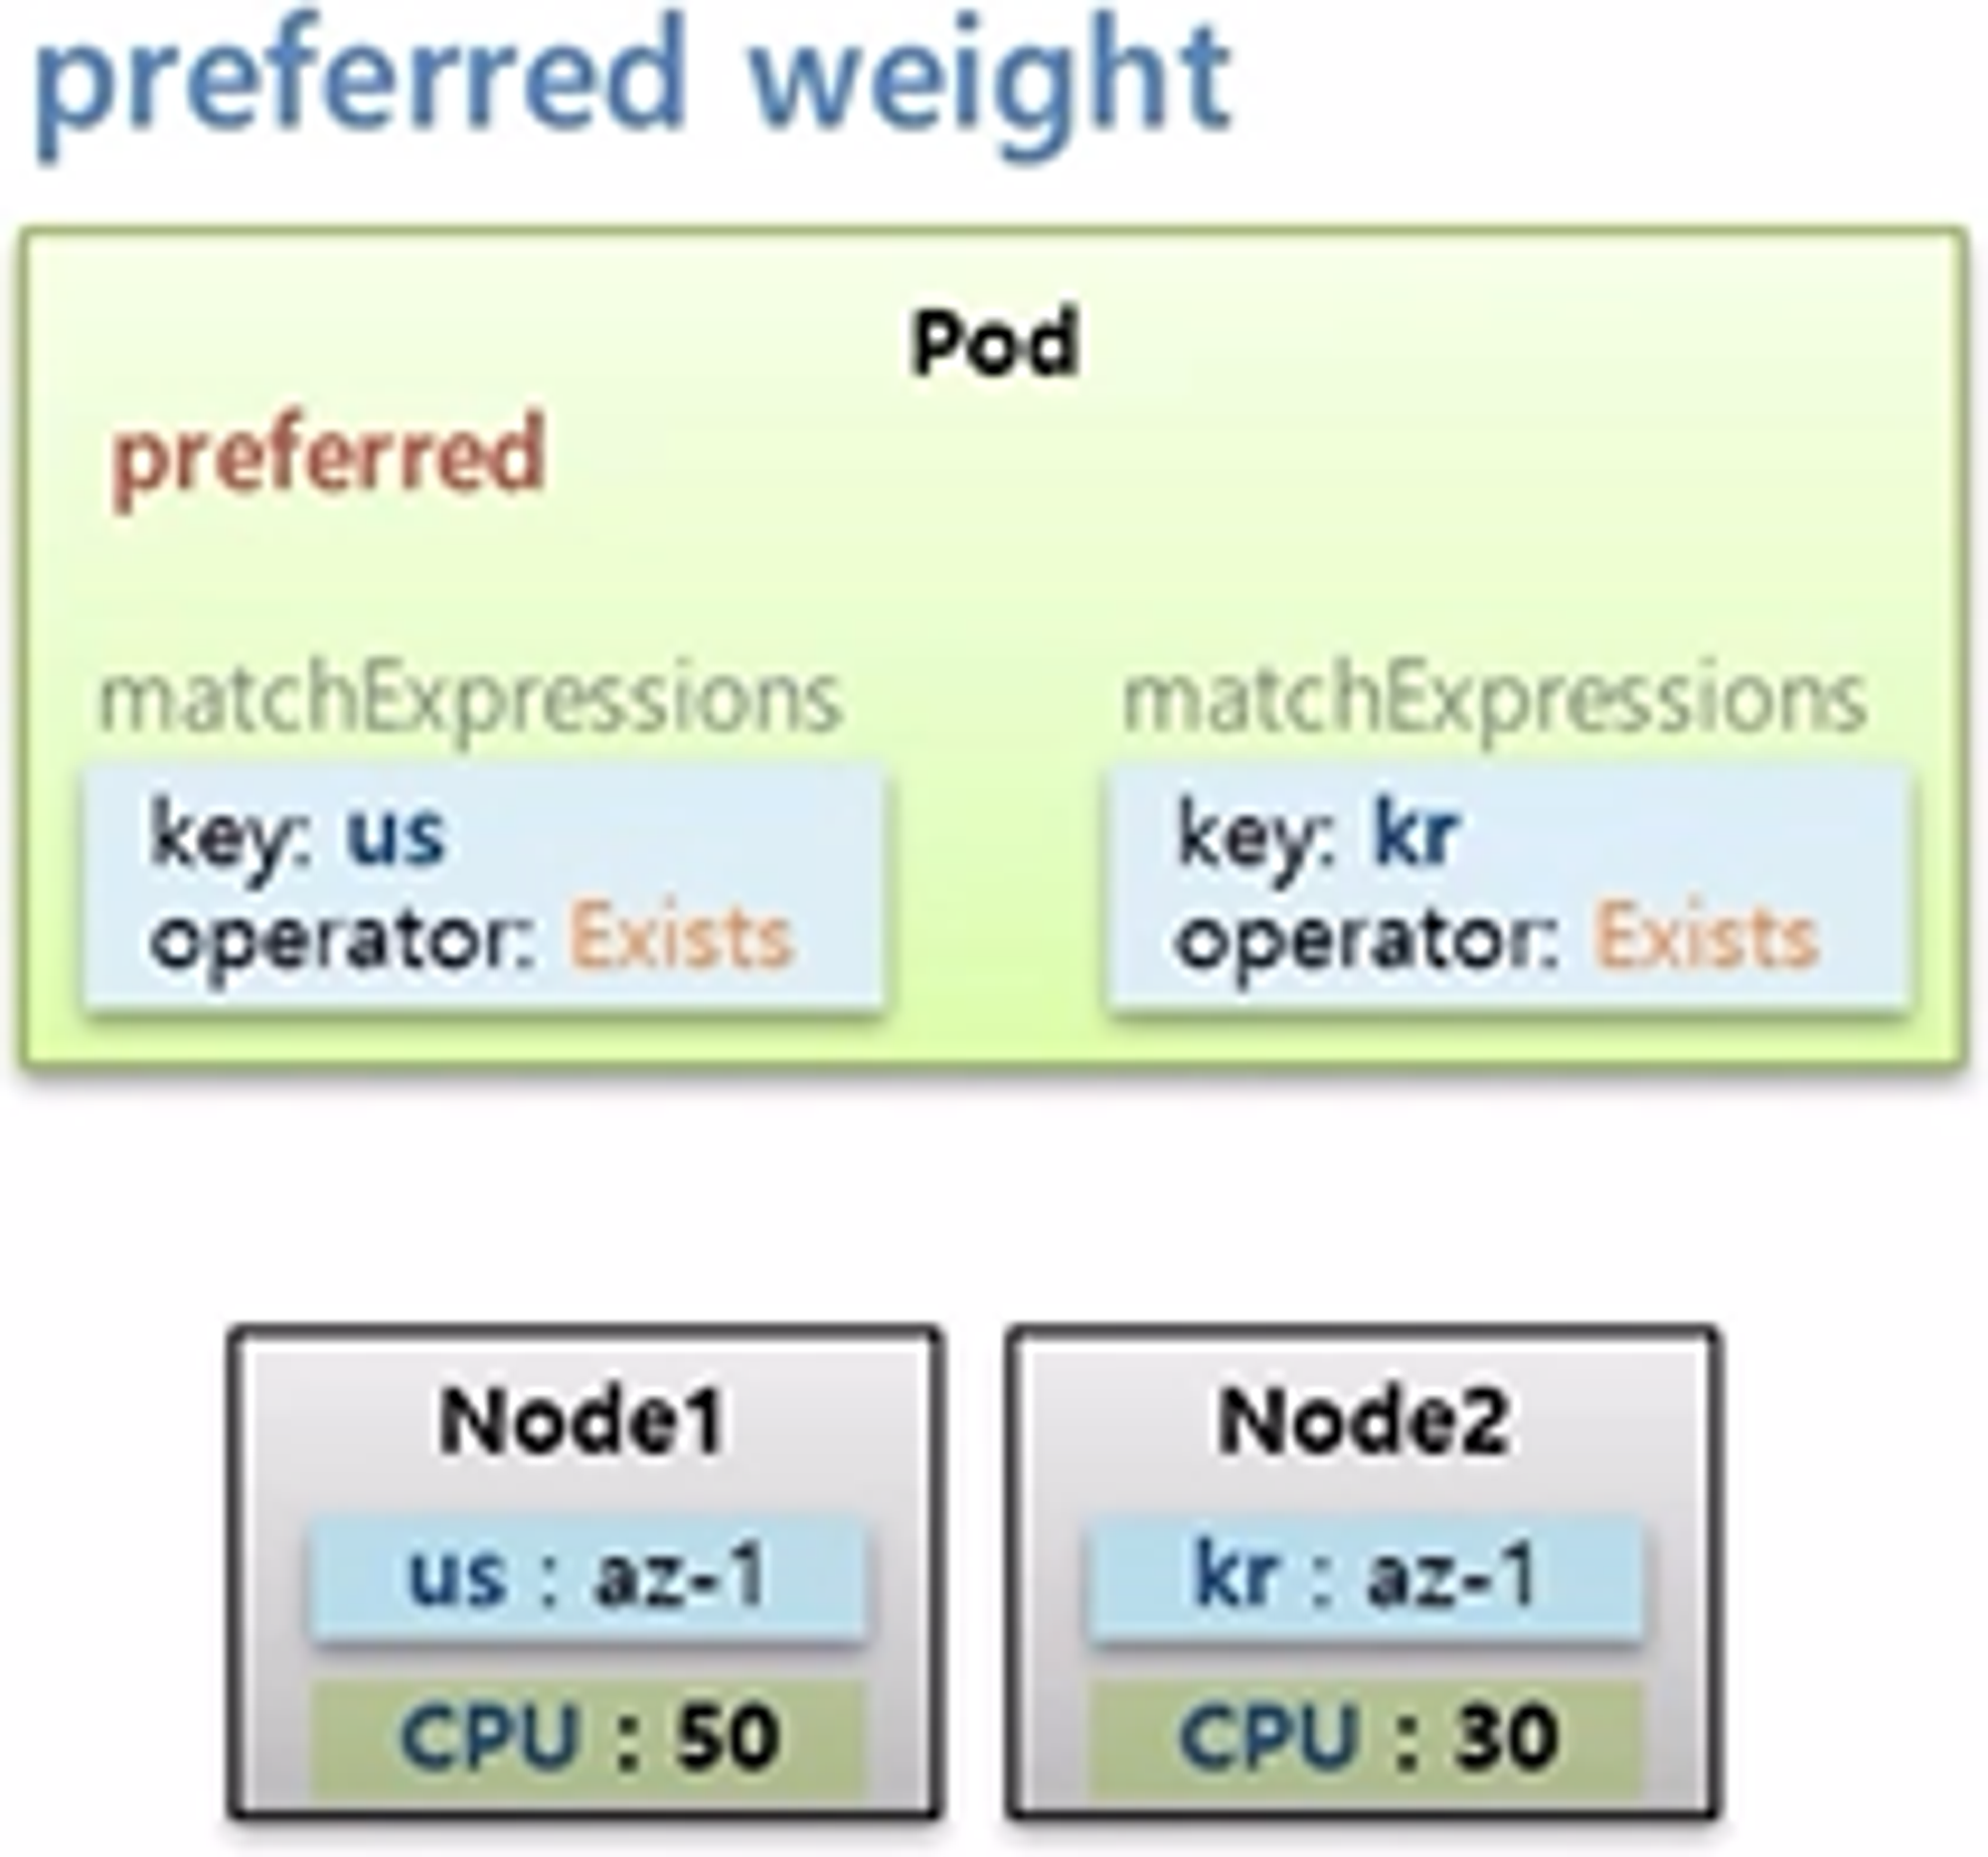 preferred weight
Pod
preferred
matchExpressions
key: us
operator: Exists
matchExpressions
key: kr
operator: Exists
Node1
us : az-1
CPU : 50
Node2
kr : az-1
CPU : 30